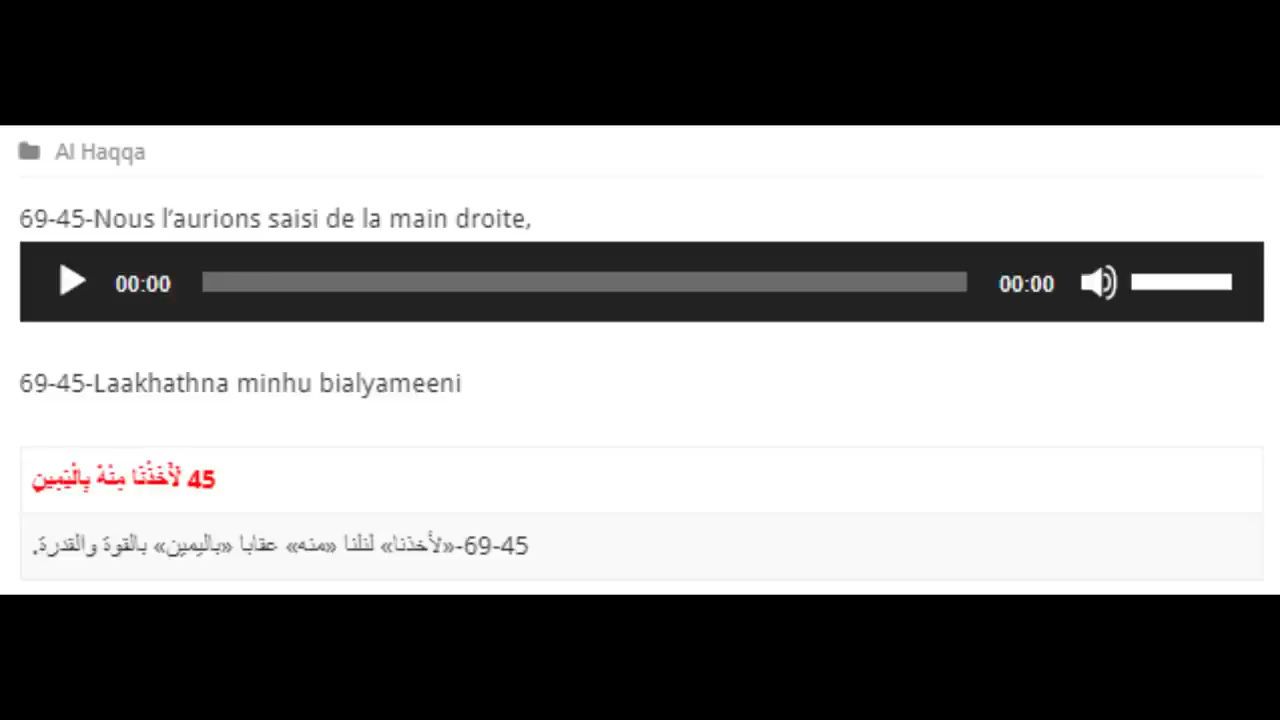 Al Haqqa
69-45-Nous l’aurions saisi de la main droite,
00:00 00:00
69-45-Laakhathna minhu bialyameeni
45 لَأَخَذْنَا مِنْهُ بِالْيَمِينِ
69-45-«لأخذنا» لنلنا «منه» عقابا «باليمين» بالقوة والقدرة.